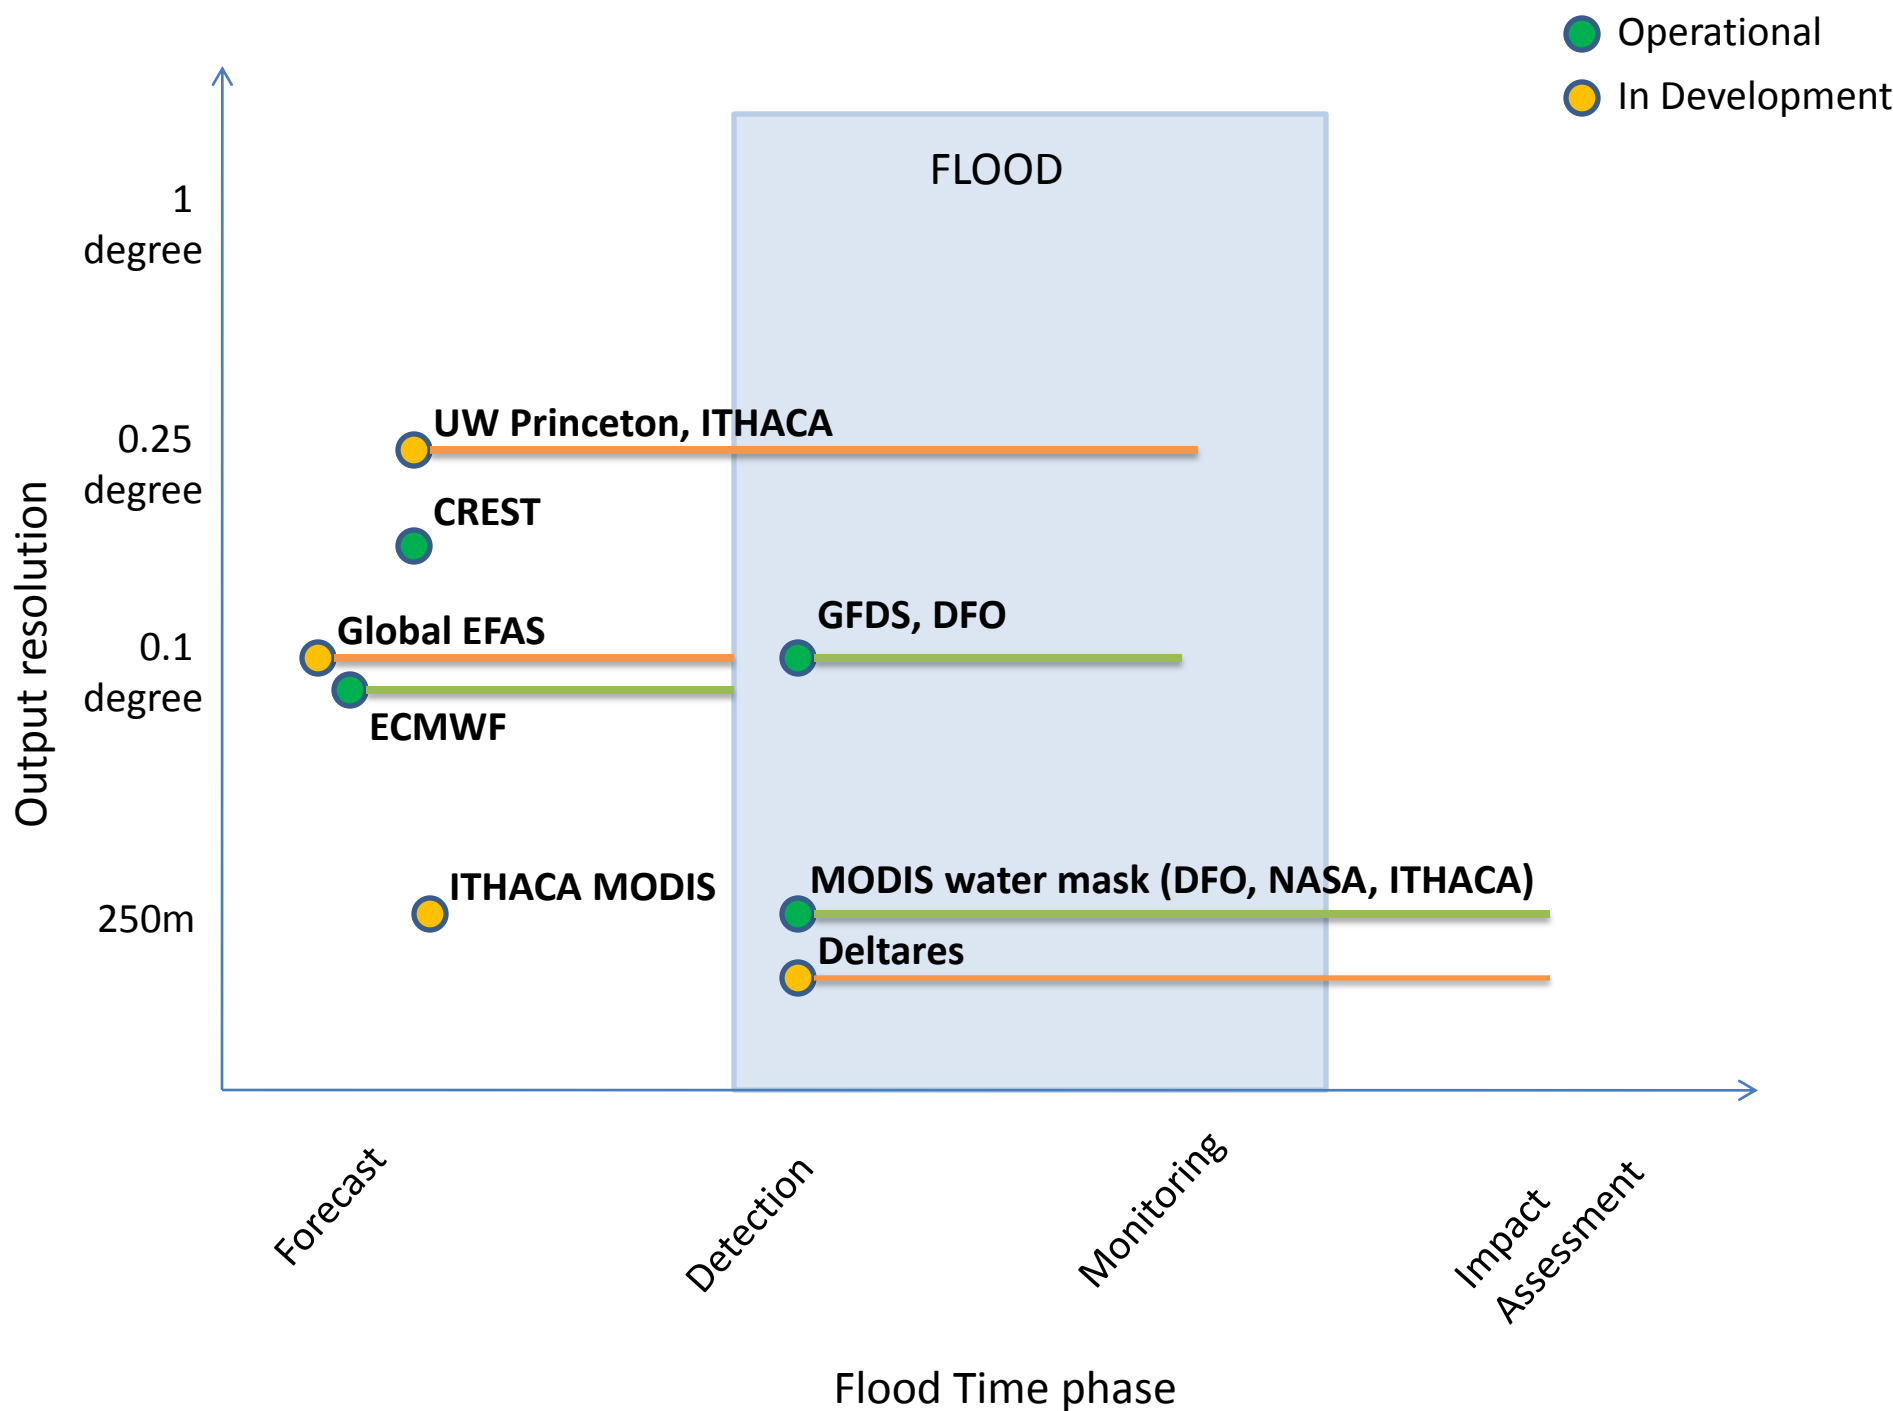 Operational
In Development
FLOOD
1
degree
UW Princeton, ITHACA
0.25
degree
CREST
Output resolution
Global EFAS
GFDS, DFO
0.1
degree
ECMWF
ITHACA MODIS
MODIS water mask (DFO, NASA, ITHACA)
250m
Deltares
Forecast
Detection
Monitoring
Impact
Assessment
Flood Time phase